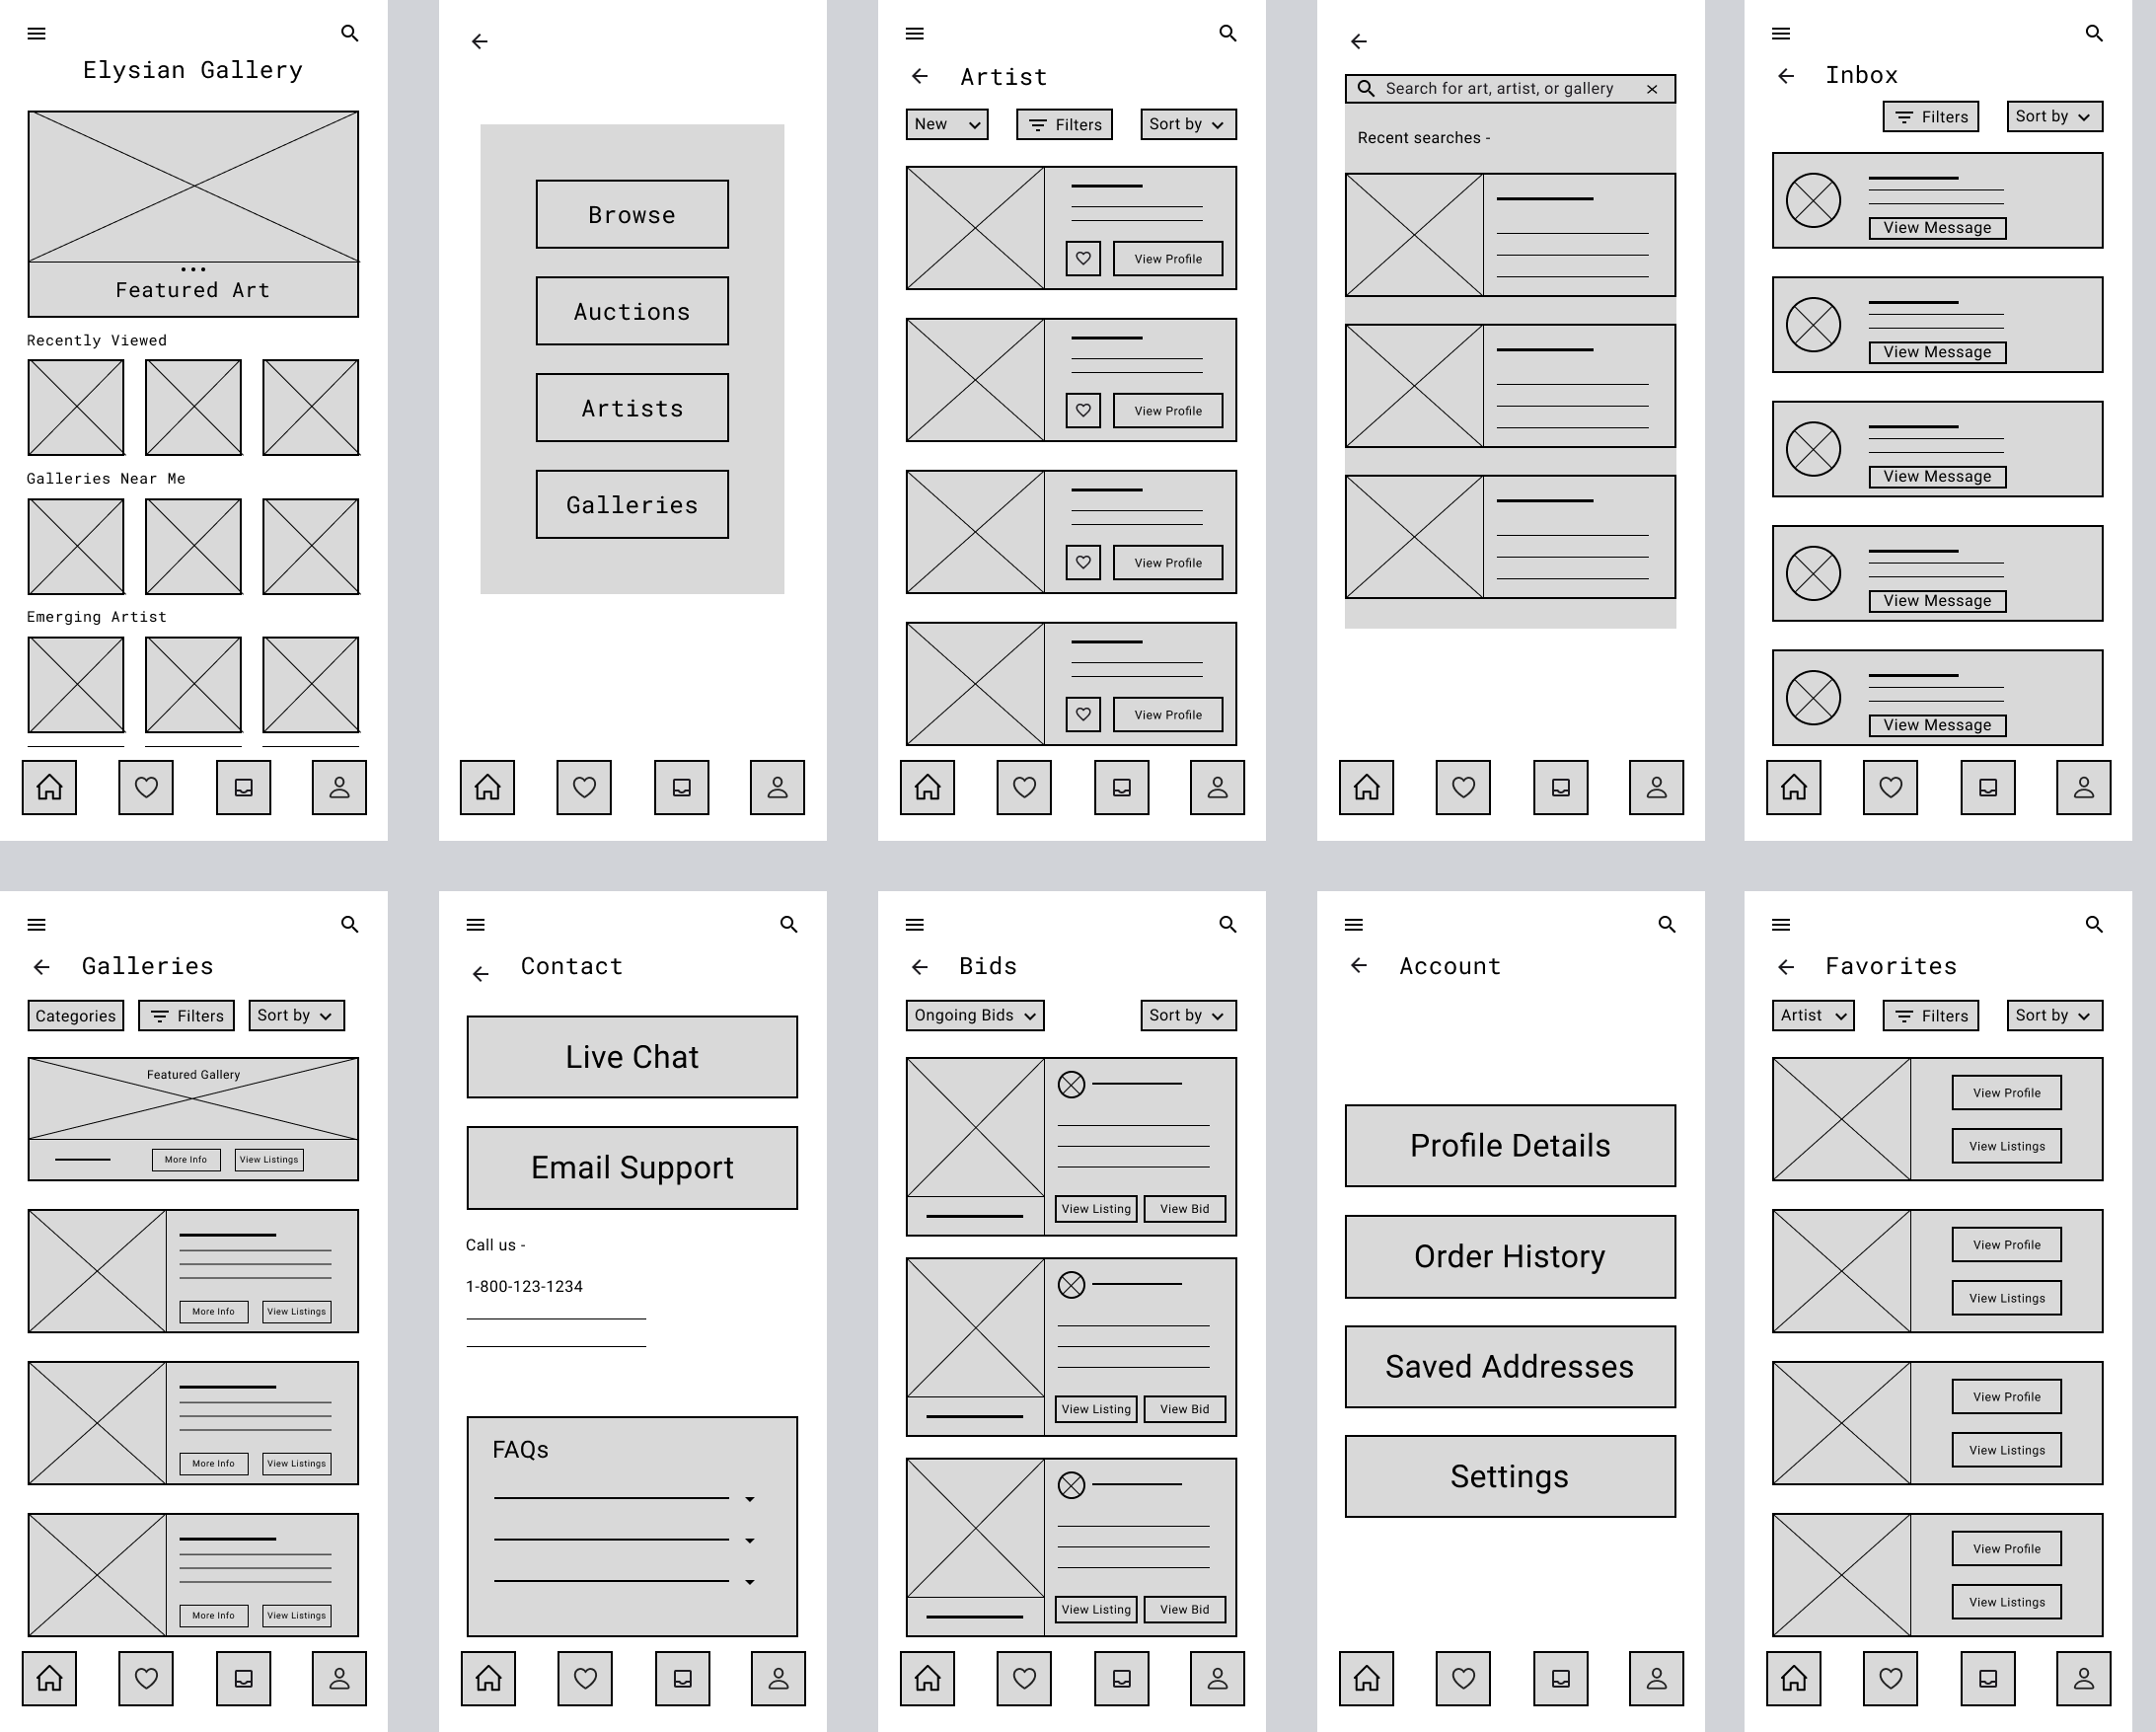 Elysian Gallery
Featured Art
Recently Viewed
Galleries Near Me
Emerging Artist
Browse
Auctions
Artists
Galleries
Artist
New
Filters
Sort by
View Profile
View Profile
View Profile
View Profile
Search for art, artist, or gallery
Recent searches -
Inbox
Filters
Sort by
View Message
View Message
View Message
View Message
View Message
Galleries
Categories
Filters
Sort by
Featured Gallery
More Info
View Listings
More Info
View Listings
More Info
View Listings
More Info
View Listings
Contact
Live Chat
Email Support
Call us -
1-800-123-1234
FAQs
Bids
Ongoing Bids
Sort by
View Listing
View Bid
View Listing
View Bid
View Listing
View Bid
Account
Profile Details
Order History
Saved Addresses
Settings
Favorites
Artist
Filters
Sort by
View Profile
View Listings
View Profile
View Listings
View Profile
View Listings
View Profile
View Listings